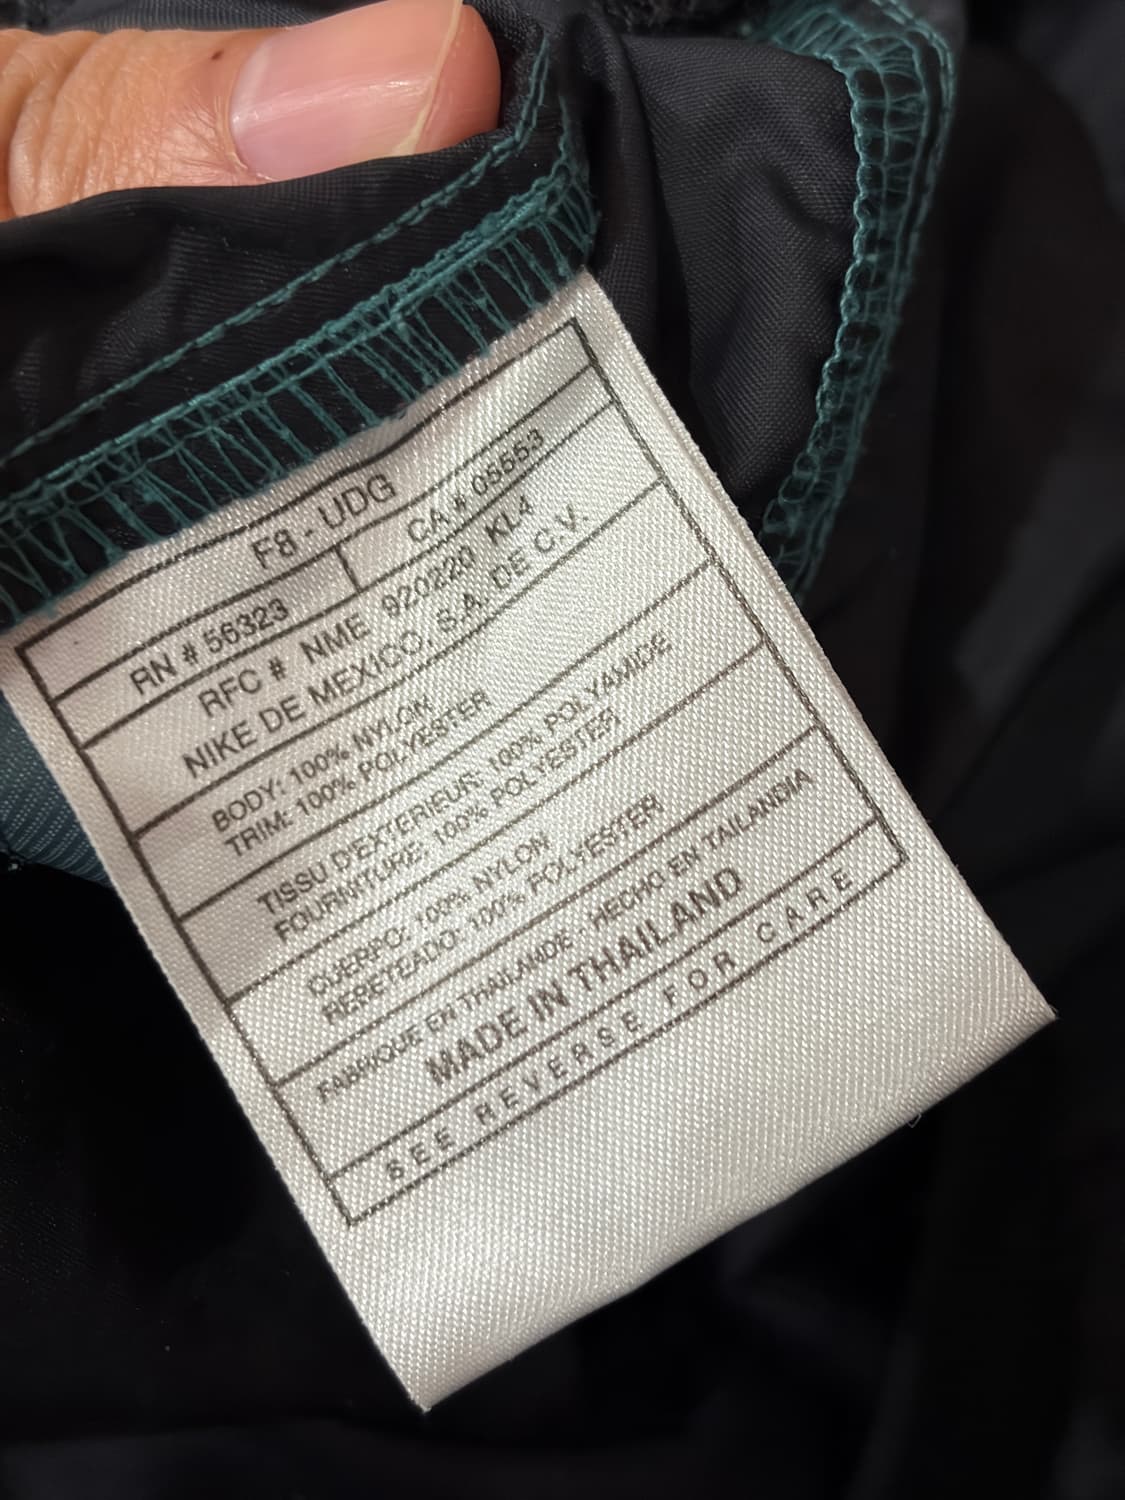 F8 - UDG
RN # 56323 CA # 05553
RFC # NME 920220 KL4
NIKE DE MEXICO, S.A. DE C.V.
BODY: 100% NYLON
TRIM: 100% POLYESTER
TISSU D'EXTERIEUR: 100% POLYAMIDE
FOURNITURE: 100% POLYESTER
CUERPO: 100% NYLON
RERETEADO: 100% POLYESTER
FABRIQUE EN THAILANDE - HECHO EN TAILANDIA
MADE IN THAILAND
SEE REVERSE FOR CARE